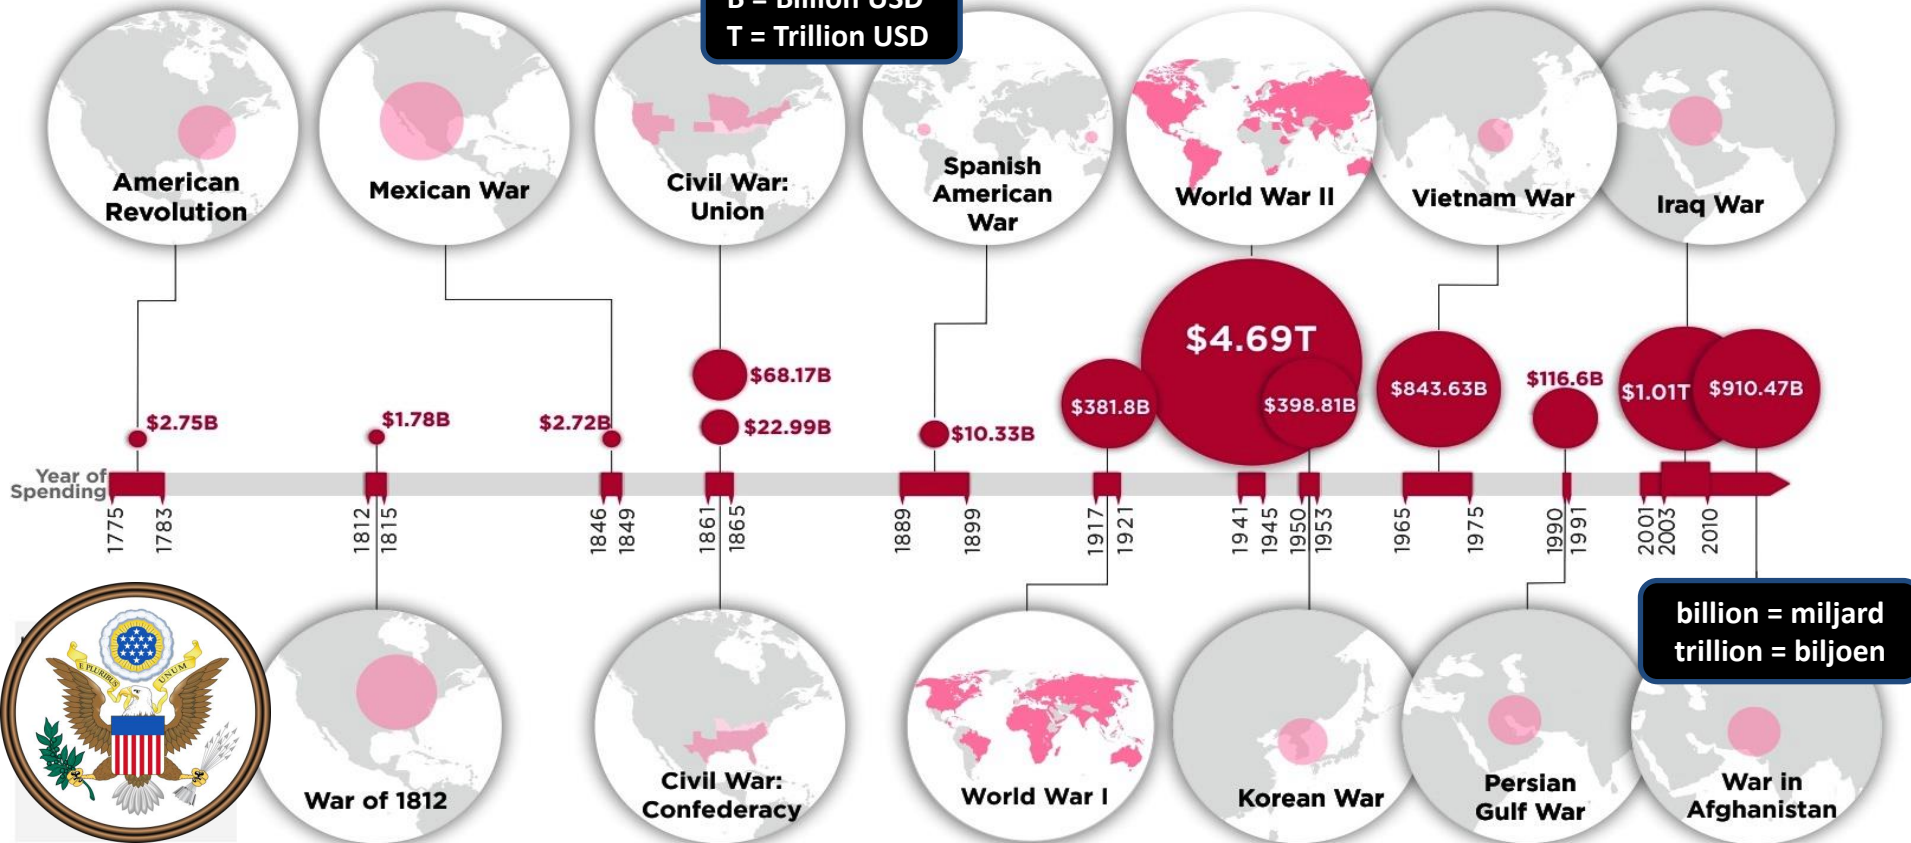 B = Billion USD
T = Trillion USD
American
Revolution
Mexican War
Civil War:
Union
Spanish
American
War
World War II
Vietnam War
Iraq War
$2.75B
$1.78B
$2.72B
$68.17B
$22.99B
$10.33B
$381.8B
$4.69T
$398.81B
$843.63B
$116.6B
$1.01T
$910.47B
Year of
Spending
1775
1783
1812
1815
1846
1849
1861
1865
1889
1899
1917
1921
1941
1945
1950
1953
1965
1975
1990
1991
2001
2003
2010
billion = miljard
trillion = biljoen
E PLURIBUS
UNUM
War of 1812
Civil War:
Confederacy
World War I
Korean War
Persian
Gulf War
War in
Afghanistan